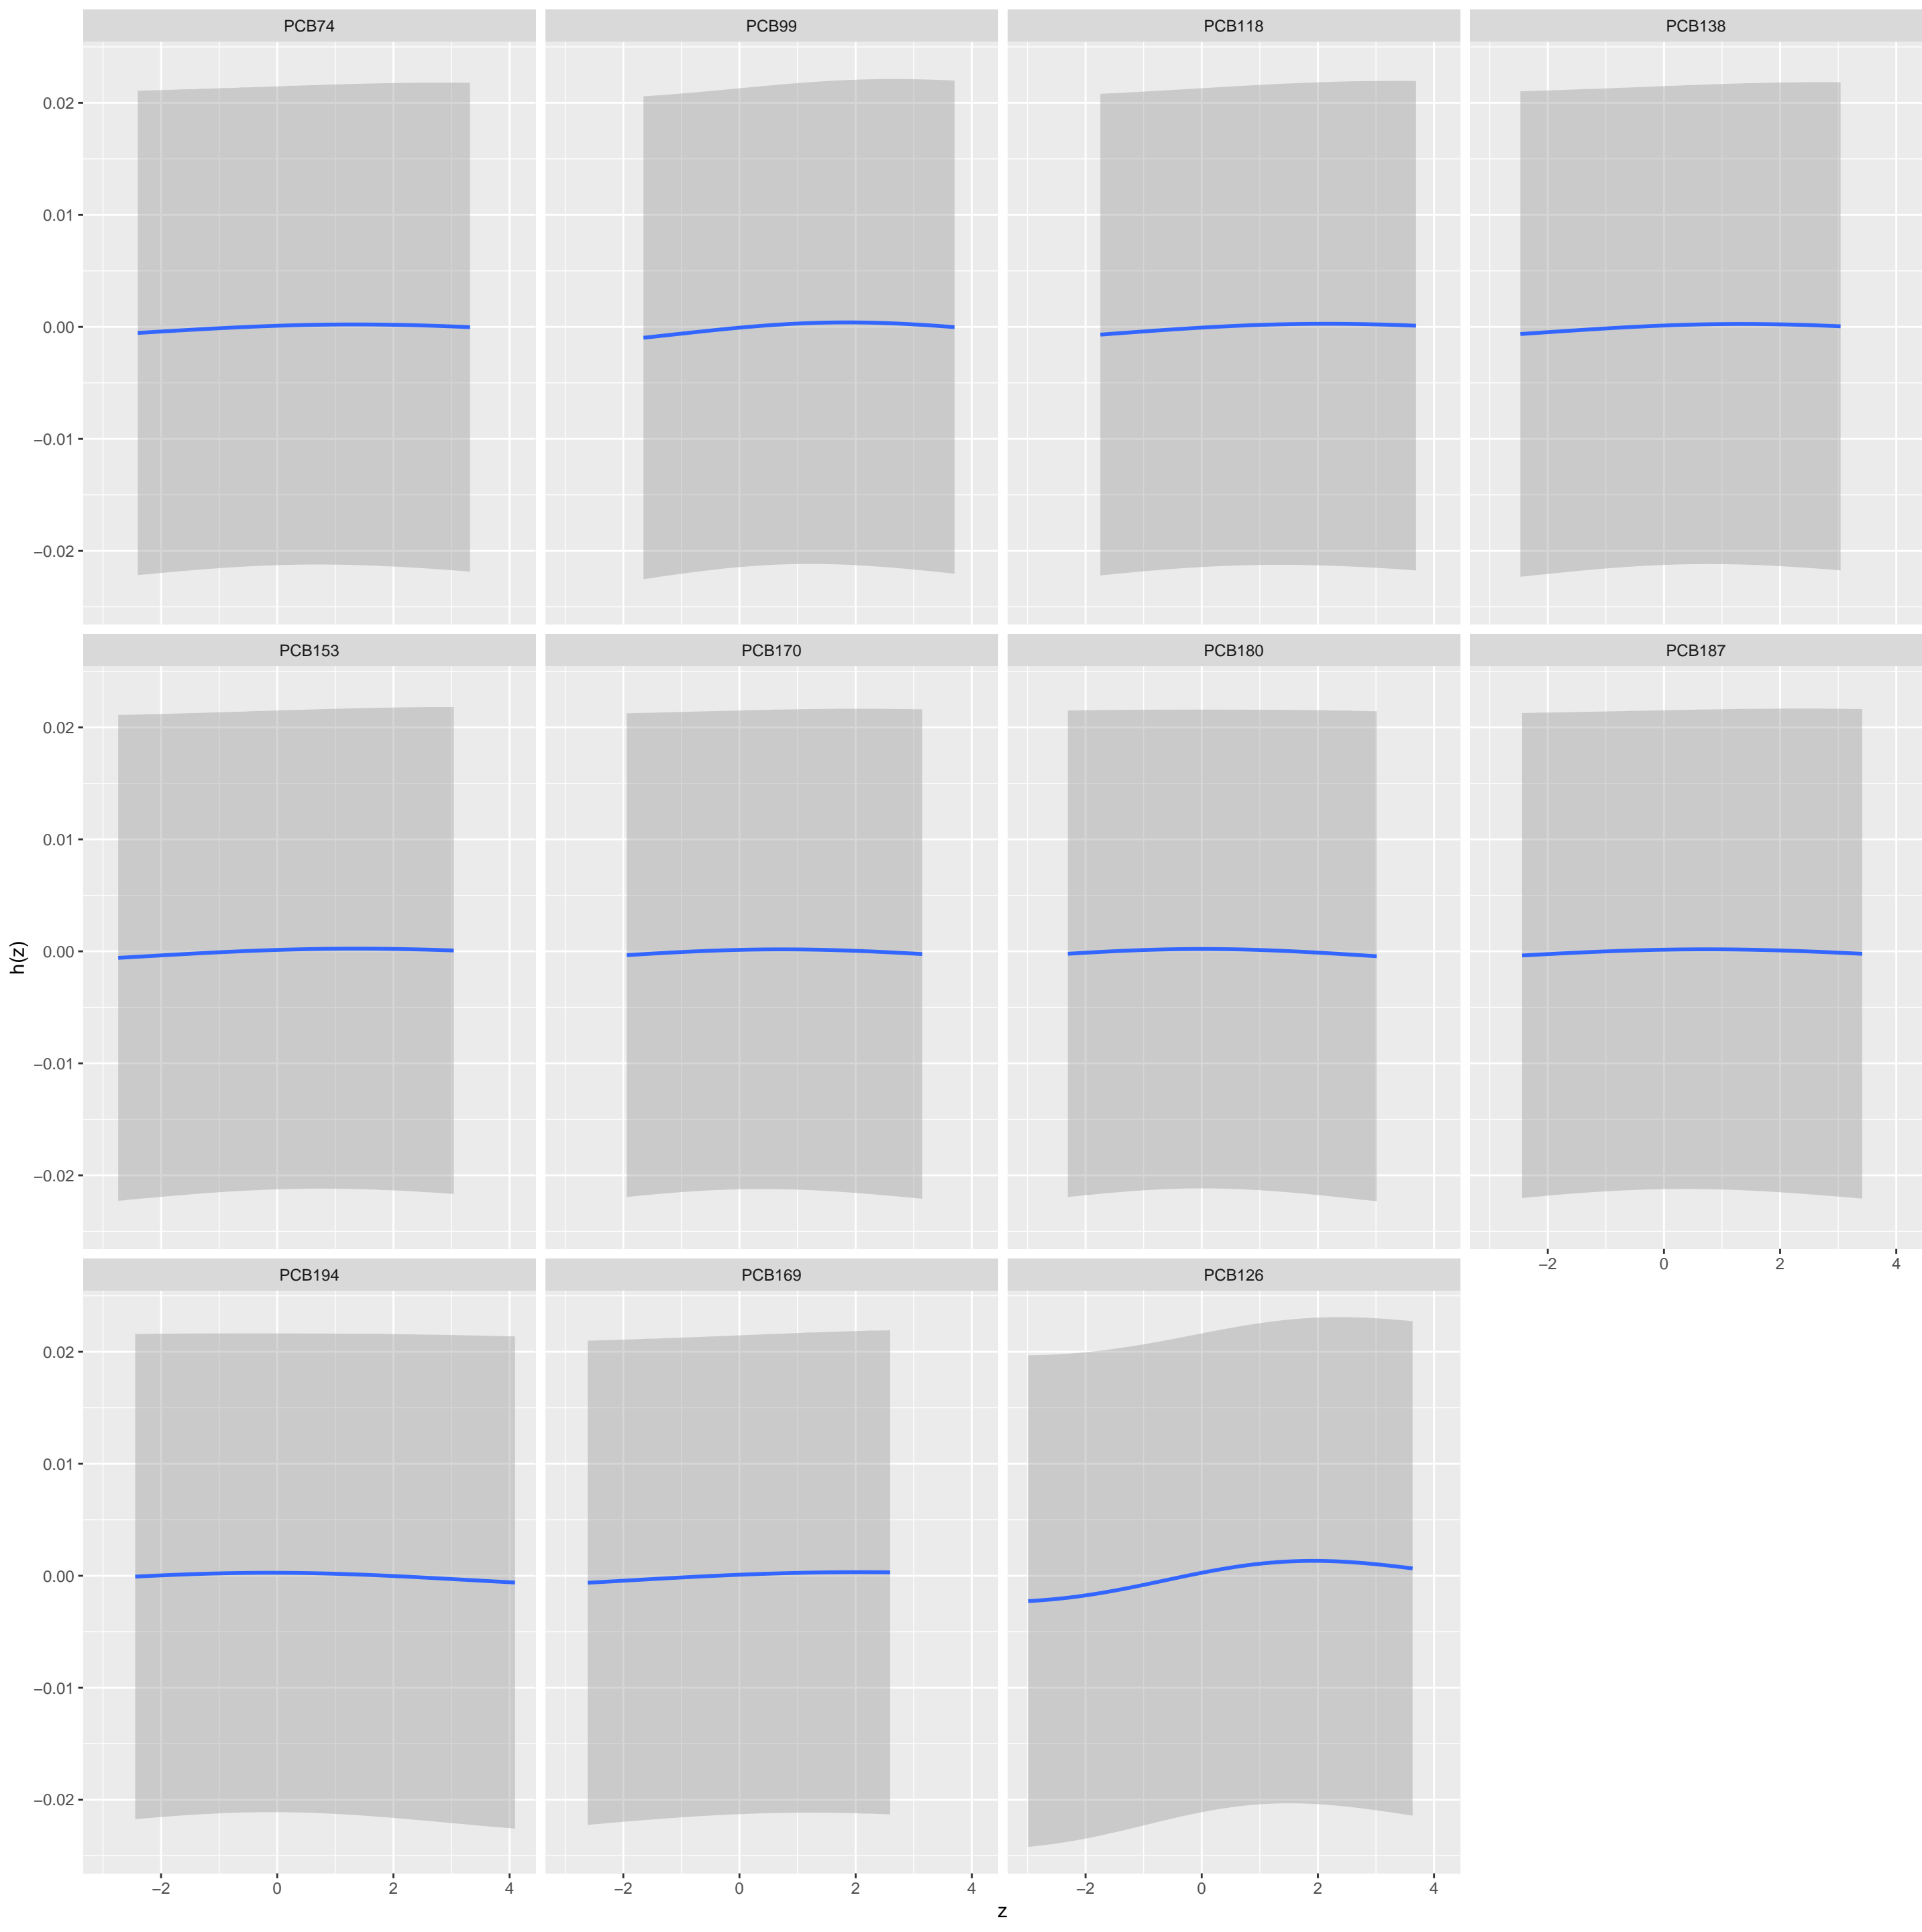 PCB74 PCB99 PCB118 PCB138
0.02
0.01
0.00
−0.01
−0.02
PCB153 PCB170 PCB180 PCB187
0.02
0.01
0.00
−0.01
−0.02
h(z)
−2 0 2 4
PCB194 PCB169 PCB126
0.02
0.01
0.00
−0.01
−0.02
−2 0 2 4 −2 0 2 4 −2 0 2 4
z